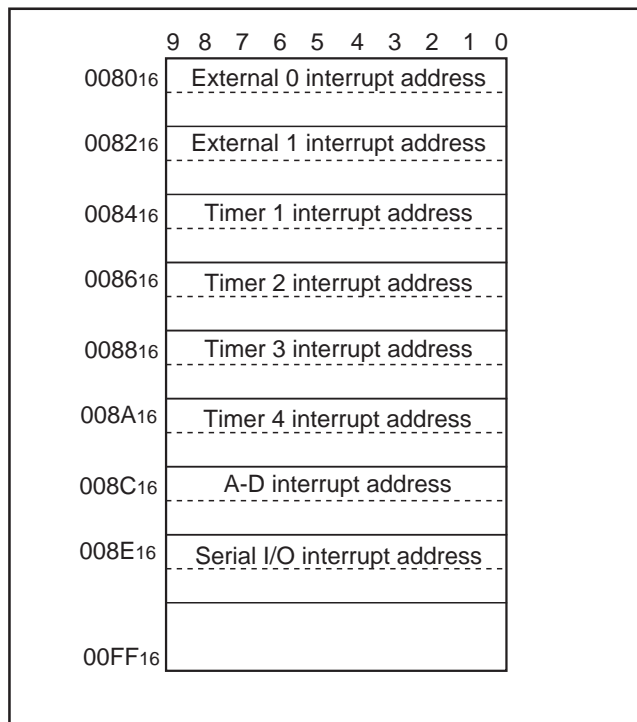 9 8 7 6 5 4 3 2 1 0
008016 External 0 interrupt address
008216 External 1 interrupt address
008416 Timer 1 interrupt address
008616 Timer 2 interrupt address
008816 Timer 3 interrupt address
008A16 Timer 4 interrupt address
008C16 A-D interrupt address
008E16 Serial I/O interrupt address
00FF16